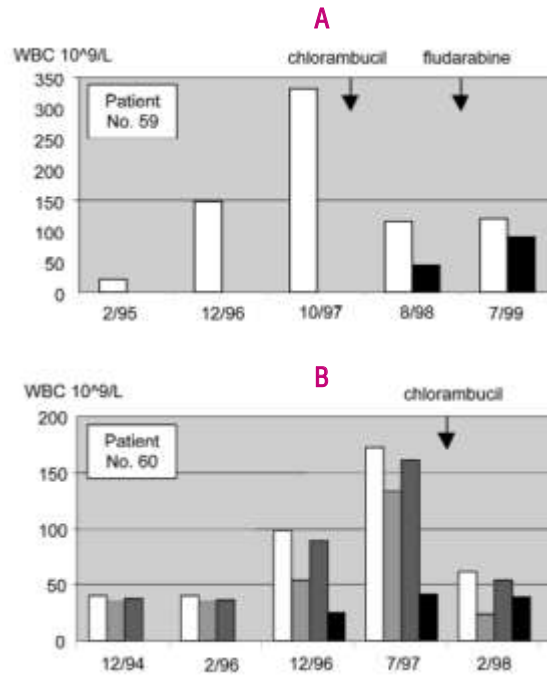 A
WBC 10^9/L
chlorambucil
fludarabine
350
300
250
200
150
100
50
0
Patient
No. 59
2/95
12/96
10/97
8/98
7/99
B
WBC 10^9/L
chlorambucil
200
150
100
50
0
Patient
No. 60
12/94
2/96
12/96
7/97
2/98